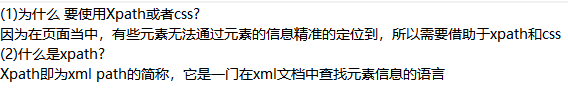 (1)为什么 要使用Xpath或者css?
因为在页面当中，有些元素无法通过元素的信息精准的定位到，所以需要借助于xpath和css
(2)什么是xpath?
Xpath即为xml path的简称，它是一门在xml文档中查找元素信息的语言